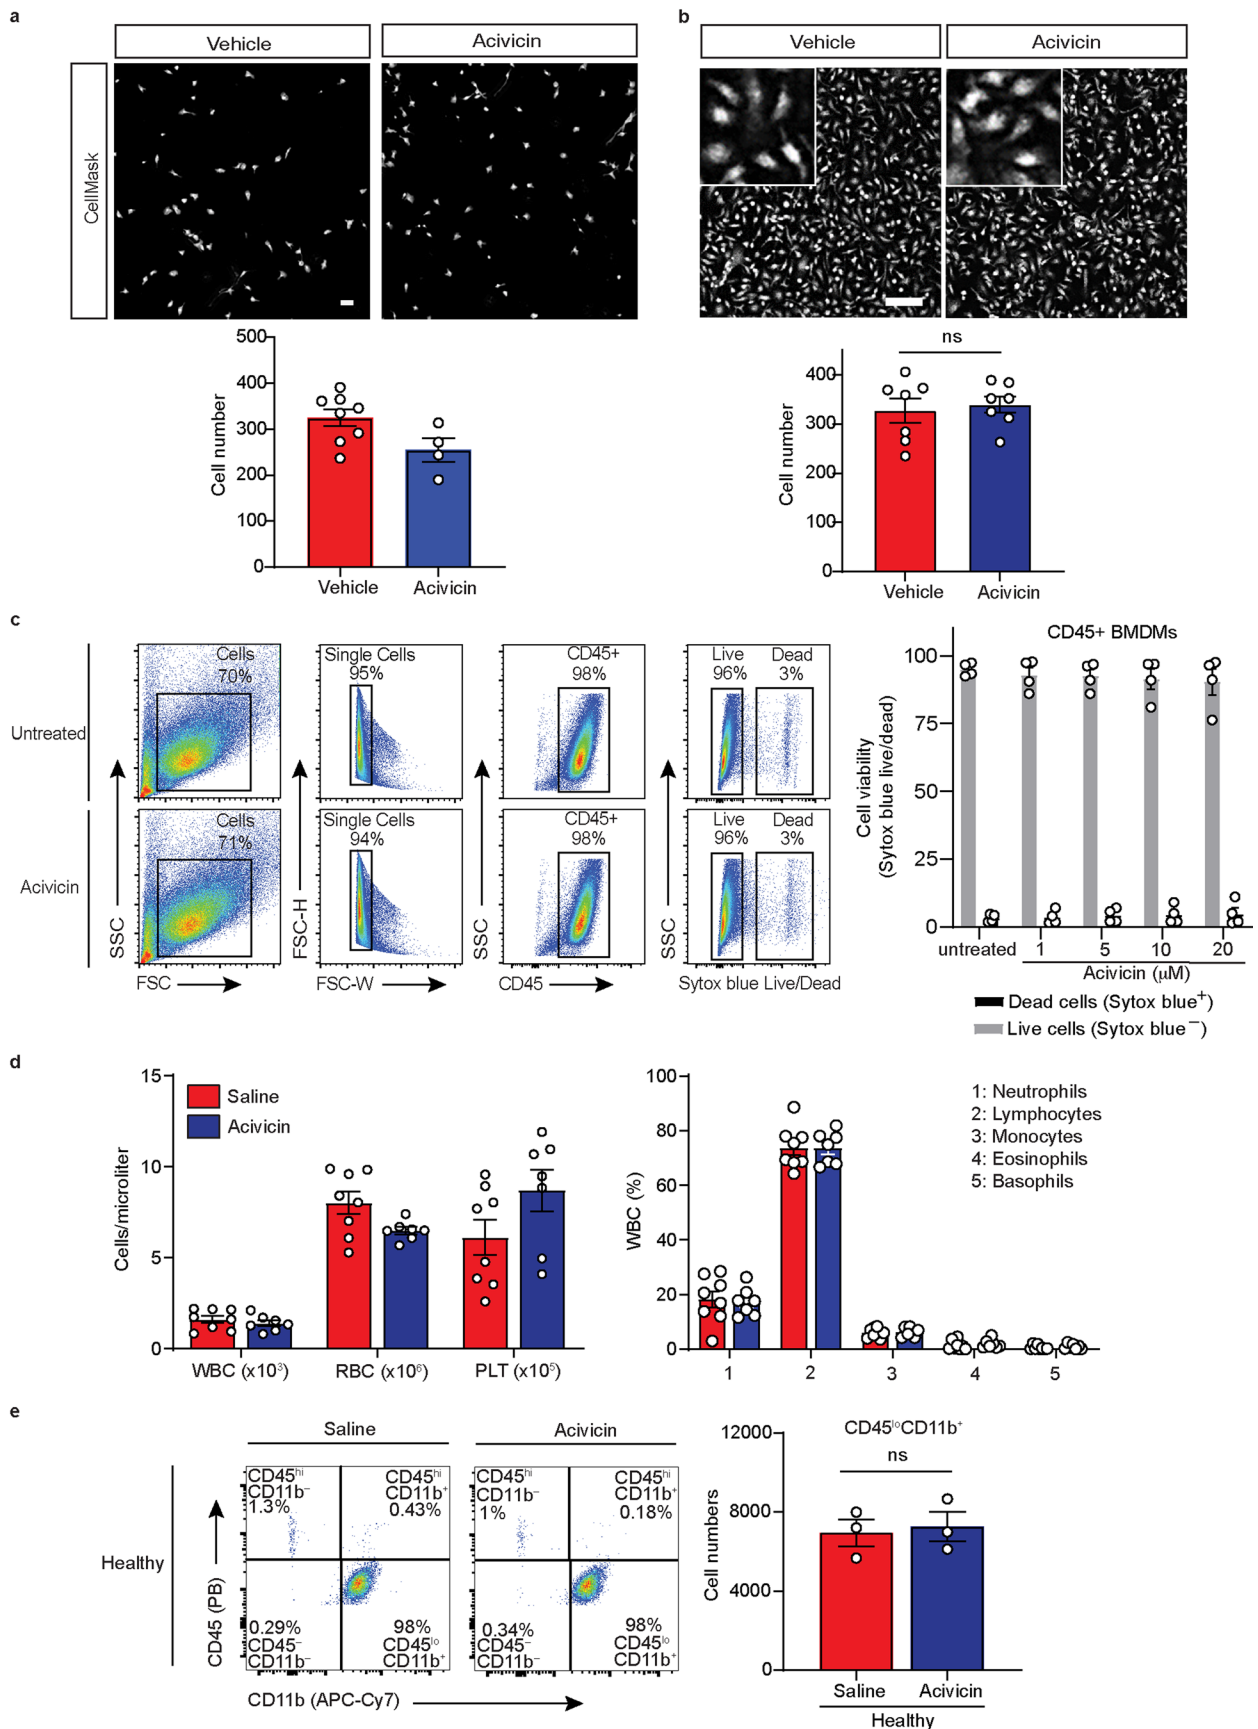 a
Vehicle
Acivicin
CellMask
500
400
300
200
100
0
Cell number
Vehicle
Acivicin
b
Vehicle
Acivicin
ns
400
300
200
100
0
Cell number
Vehicle
Acivicin
c
Untreated
Acivicin
Cells
70%
Single Cells
95%
CD45+
98%
Live
96%
Dead
3%
Cells
71%
Single Cells
94%
CD45+
98%
Live
96%
Dead
3%
SSC
FSC-H
SSC
SSC
FSC
FSC-W
CD45
Sytox blue Live/Dead
CD45+ BMDMs
100
75
50
25
0
Cell viability
(Sytox blue live/dead)
untreated
1
5
10
20
Acivicin (μM)
Dead cells (Sytox blue⁺)
Live cells (Sytox blue⁻)
d
15
10
5
0
Cells/microliter
Saline
Acivicin
WBC (x10³)
RBC (x10⁶)
PLT (x10⁵)
100
80
60
40
20
0
WBC (%)
1
2
3
4
5
1: Neutrophils
2: Lymphocytes
3: Monocytes
4: Eosinophils
5: Basophils
e
Saline
Acivicin
Healthy
CD45ʰⁱ
CD11b⁻
1.3%
CD45ʰⁱ
CD11b⁺
0.43%
0.29%
CD45⁻
CD11b⁻
98%
CD45ˡᵒ
CD11b⁺
CD45ʰⁱ
CD11b⁻
1%
CD45ʰⁱ
CD11b⁺
0.18%
0.34%
CD45⁻
CD11b⁻
98%
CD45ˡᵒ
CD11b⁺
CD45 (PB)
CD11b (APC-Cy7)
CD45ˡᵒCD11b⁺
ns
12000
8000
4000
0
Cell numbers
Saline
Acivicin
Healthy